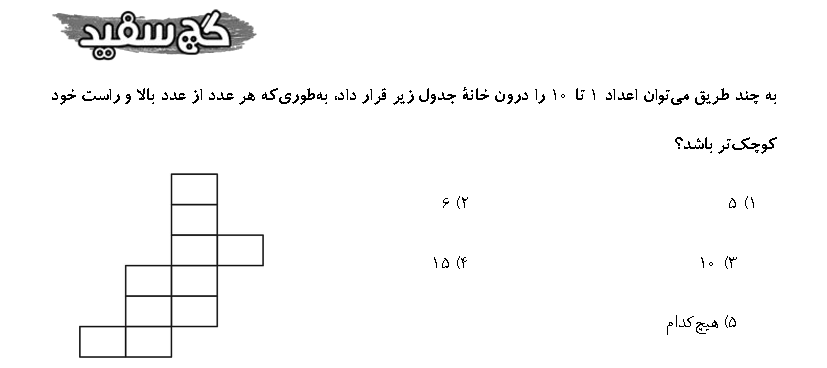 گچ سفید
به چند طریق می‌توان اعداد ۱ تا ۱۰ را درون خانهٔ جدول زیر قرار داد، به‌طوری‌که هر عدد از عدد بالا و راست خود
کوچک‌تر باشد؟
۱) ۵ ۲) ۶
۳) ۱۰ ۴) ۱۵
۵) هیچ‌کدام